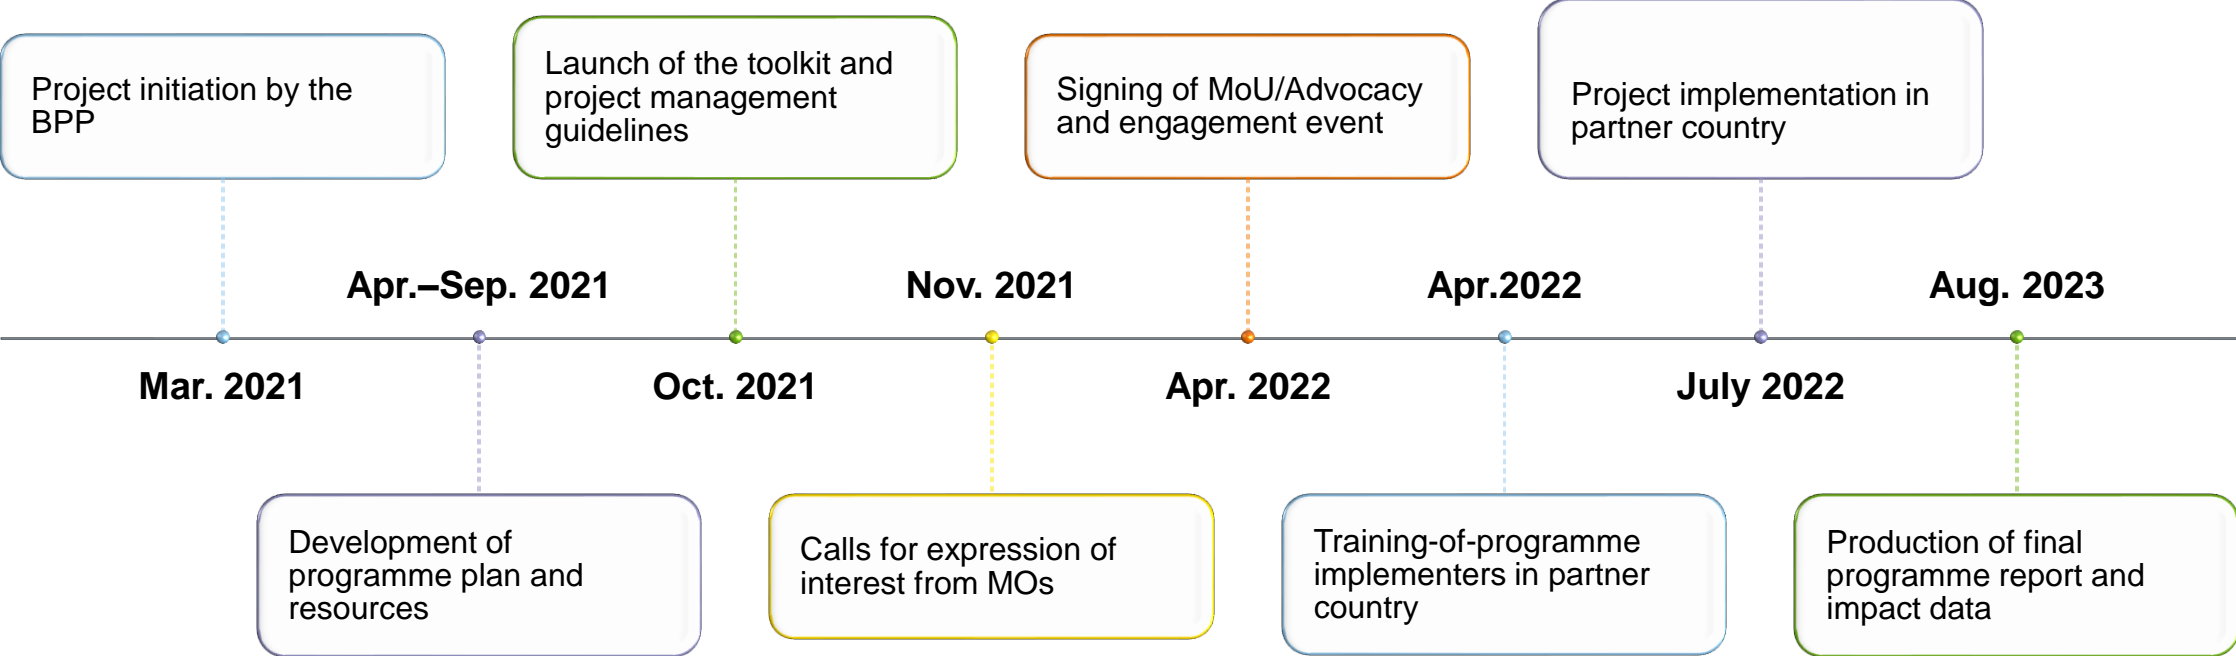 Project initiation by the
BPP
Mar. 2021
Apr.–Sep. 2021
Development of
programme plan and
resources
Launch of the toolkit and
project management
guidelines
Oct. 2021
Nov. 2021
Calls for expression of
interest from MOs
Signing of MoU/Advocacy
and engagement event
Apr. 2022
Apr.2022
Training-of-programme
implementers in partner
country
Project implementation in
partner country
July 2022
Aug. 2023
Production of final
programme report and
impact data